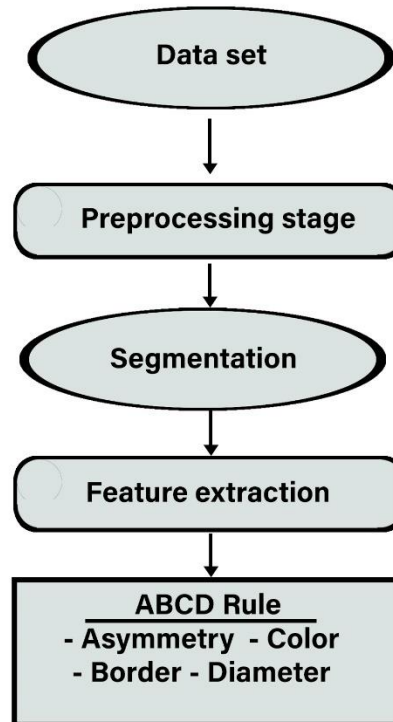 Data set
Preprocessing stage
Segmentation
Feature extraction
ABCD Rule
- Asymmetry - Color
- Border - Diameter